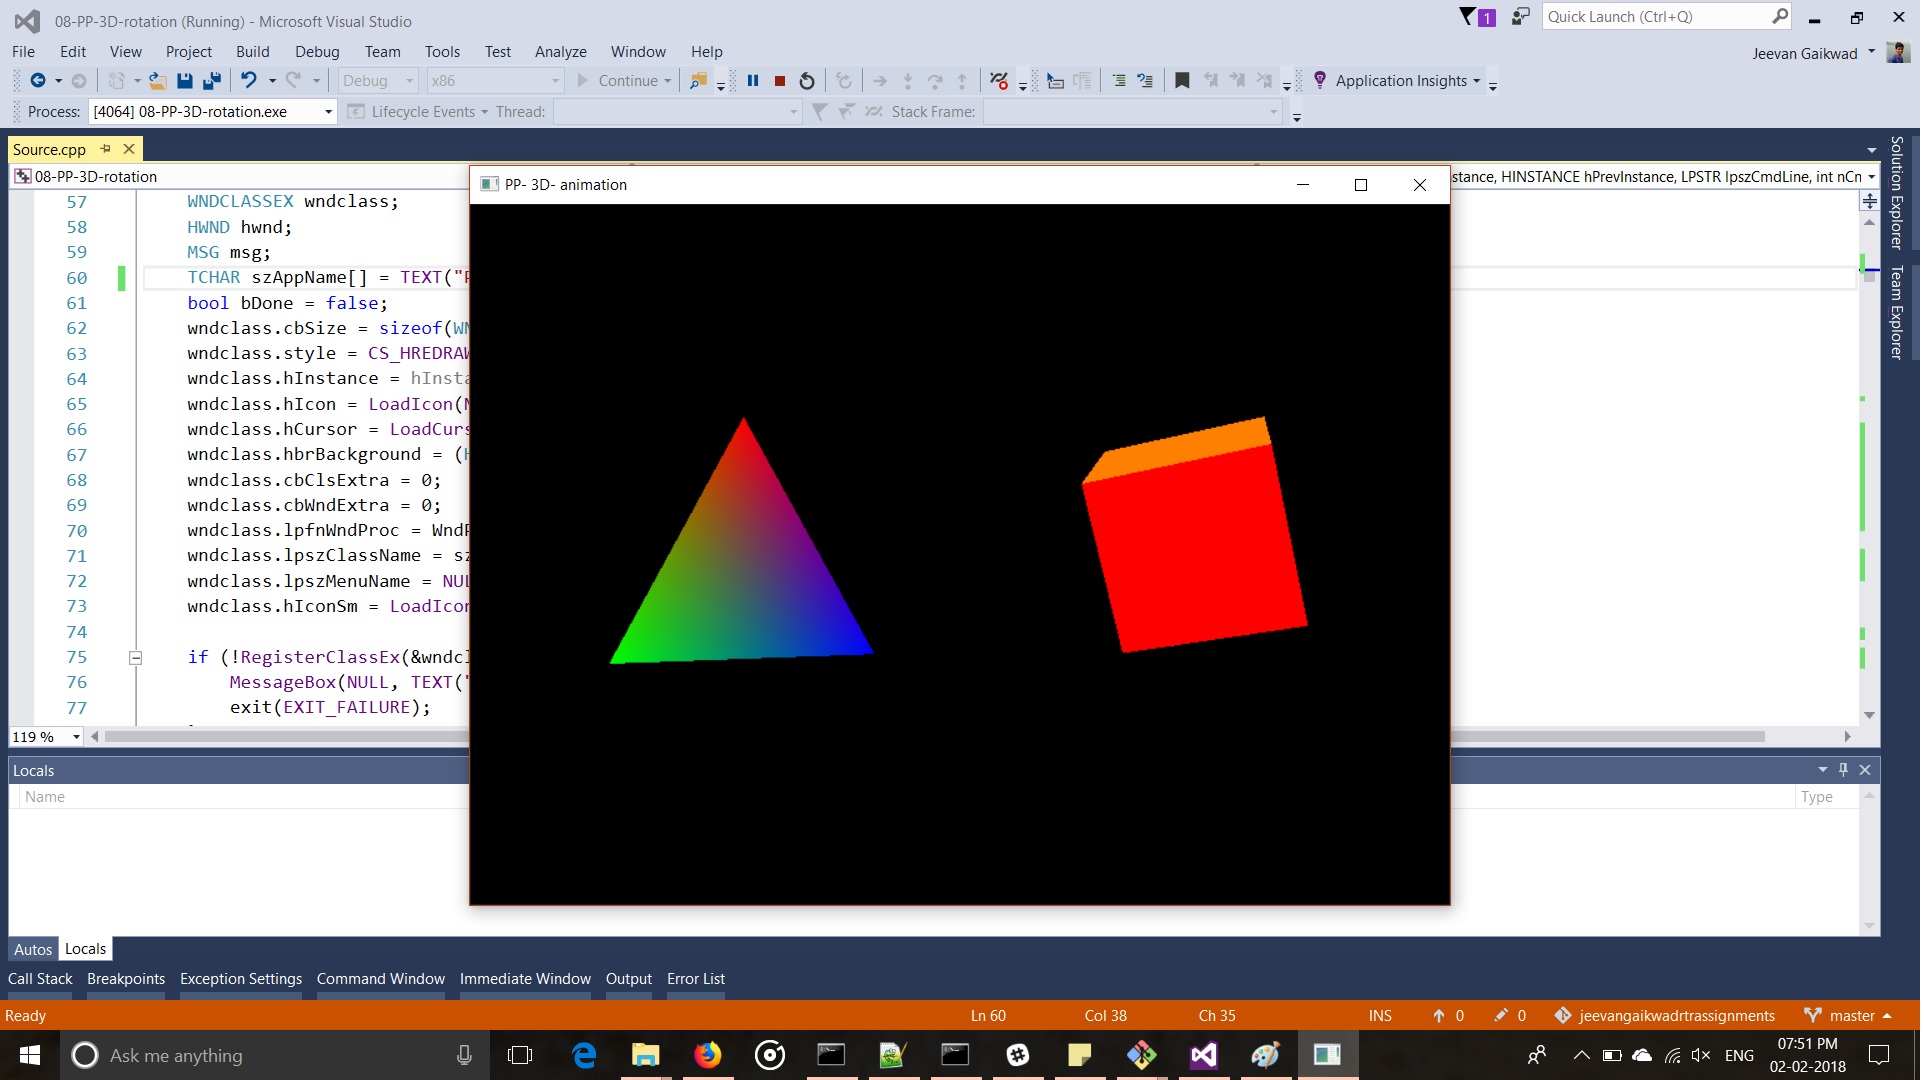 08-PP-3D-rotation (Running) - Microsoft Visual Studio
1
Quick Launch (Ctrl+Q)
File Edit View Project Build Debug Team Tools Test Analyze Window Help
Jeevan Gaikwad
Debug x86 Continue Application Insights
Process: [4064] 08-PP-3D-rotation.exe Lifecycle Events Thread: Stack Frame:
Source.cpp
08-PP-3D-rotation
stance, HINSTANCE hPrevInstance, LPSTR lpszCmdLine, int nCn
PP- 3D- animation
57 WNDCLASSEX wndclass;
58 HWND hwnd;
59 MSG msg;
60 TCHAR szAppName[] = TEXT("P
61 bool bDone = false;
62 wndclass.cbSize = sizeof(WN
63 wndclass.style = CS_HREDRAW
64 wndclass.hInstance = hInsta
65 wndclass.hIcon = LoadIcon(N
66 wndclass.hCursor = LoadCurs
67 wndclass.hbrBackground = (H
68 wndclass.cbClsExtra = 0;
69 wndclass.cbWndExtra = 0;
70 wndclass.lpfnWndProc = WndP
71 wndclass.lpszClassName = sz
72 wndclass.lpszMenuName = NUL
73 wndclass.hIconSm = LoadIcon
74
75 if (!RegisterClassEx(&wndcl
76 MessageBox(NULL, TEXT("
77 exit(EXIT_FAILURE);
119 %
Solution Explorer
Team Explorer
Locals
Name
Type
Autos Locals
Call Stack Breakpoints Exception Settings Command Window Immediate Window Output Error List
Ready Ln 60 Col 38 Ch 35 INS 0 0 jeevangaikwadrtrassignments master
Ask me anything
ENG
07:51 PM
02-02-2018